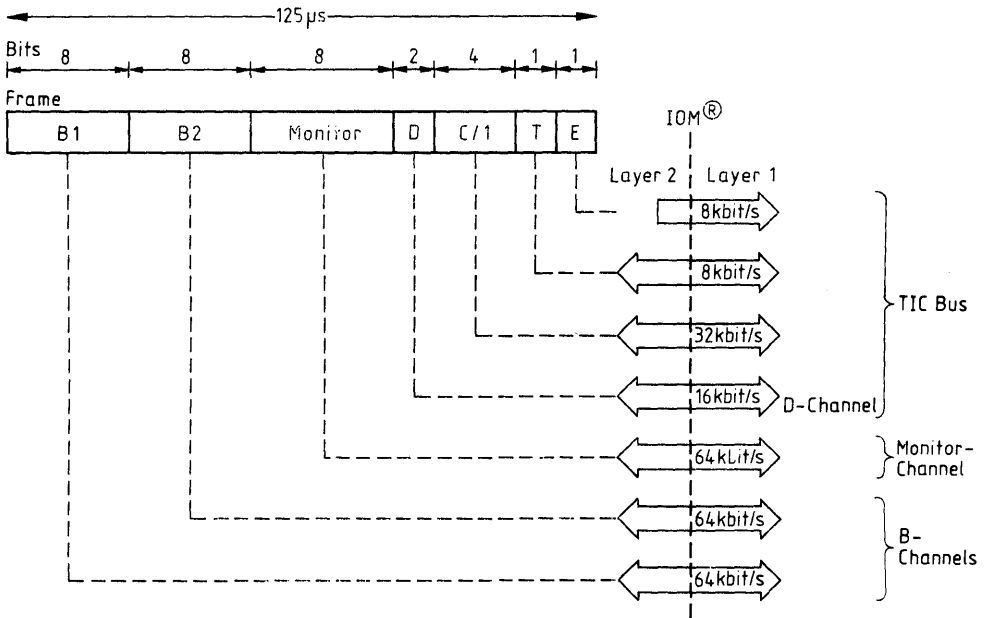 125 µs
Bits
8 8 8 2 4 1 1
Frame
B1 B2 Monitor D C/1 T E
IOM®
Layer 2 Layer 1
8kbit/s
8kbit/s
TIC Bus
32kbit/s
16kbit/s
D-Channel
64kLit/s
Monitor-
Channel
64kbit/s
B-
Channels
64kbit/s